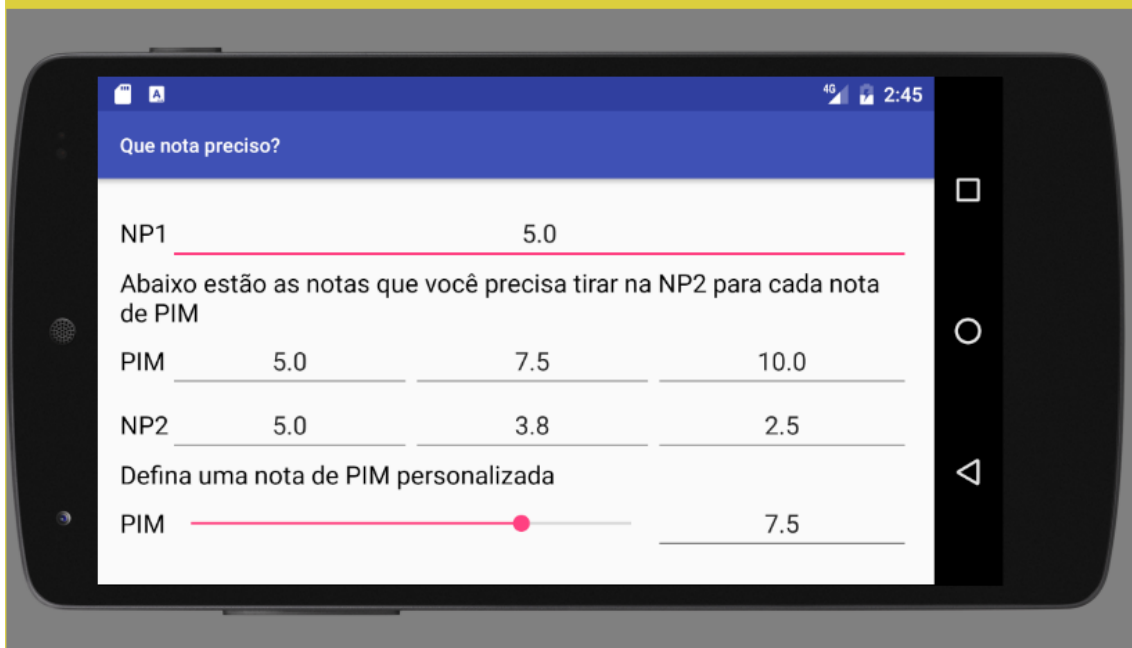 4G 2:45
Que nota preciso?
NP1 5.0
Abaixo estão as notas que você precisa tirar na NP2 para cada nota
de PIM
PIM 5.0 7.5 10.0
NP2 5.0 3.8 2.5
Defina uma nota de PIM personalizada
PIM 7.5